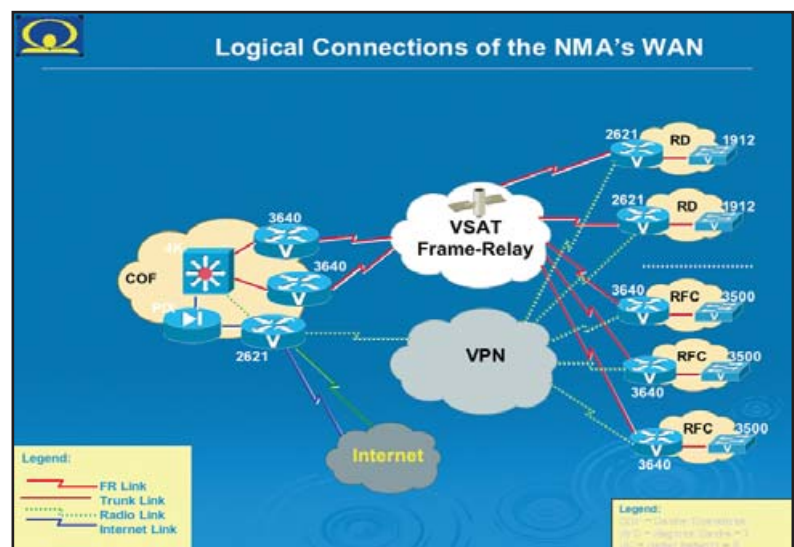 Logical Connections of the NMA's WAN
2621
RD
1912
2621
RD
1912
3640
VSAT
Frame-Relay
4K
COF
3640
PIX
2621
3640
RFC
3500
VPN
RFC
3500
3640
Internet
RFC
3500
3640
Legend:
FR Link
Trunk Link
Radio Link
Internet Link
Legend: